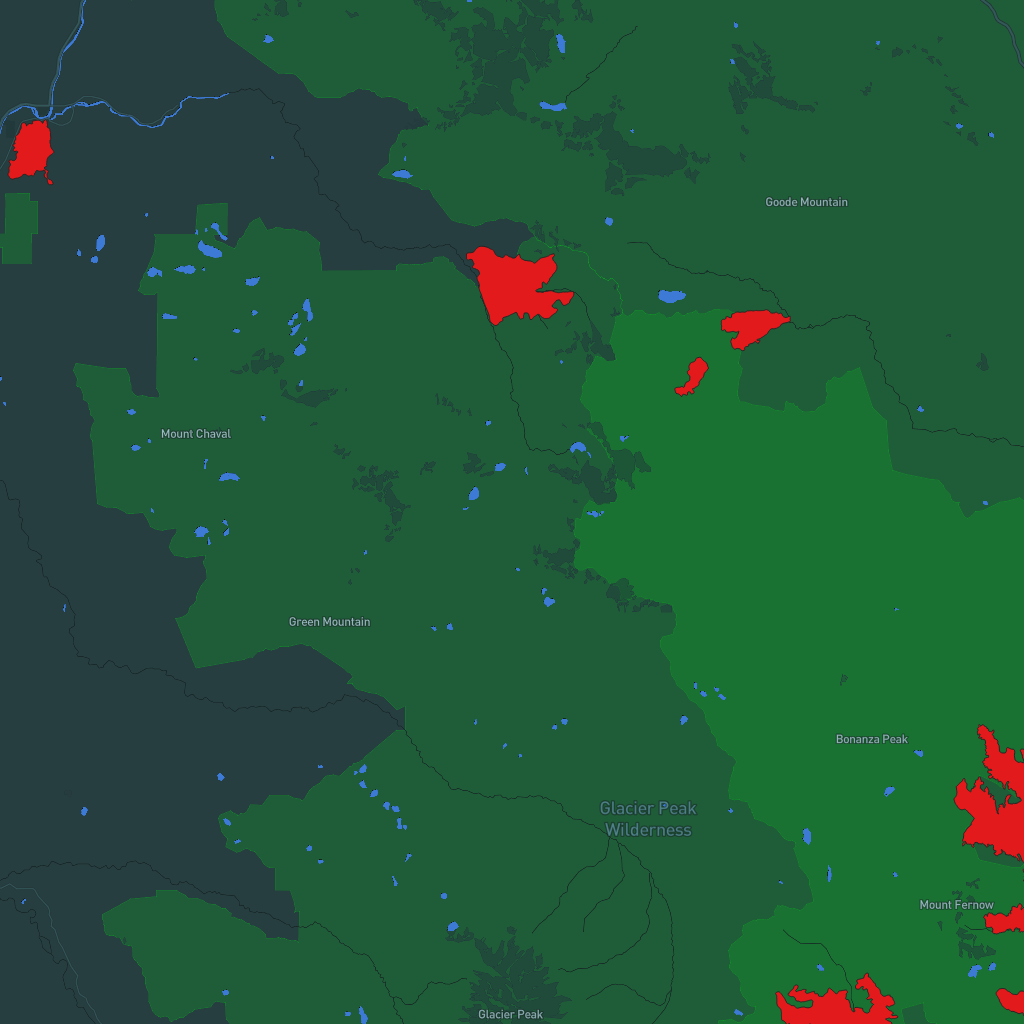 Goode Mountain
Mount Chaval
Green Mountain
Bonanza Peak
Glacier Peak
Wilderness
Mount Fernow
Glacier Peak